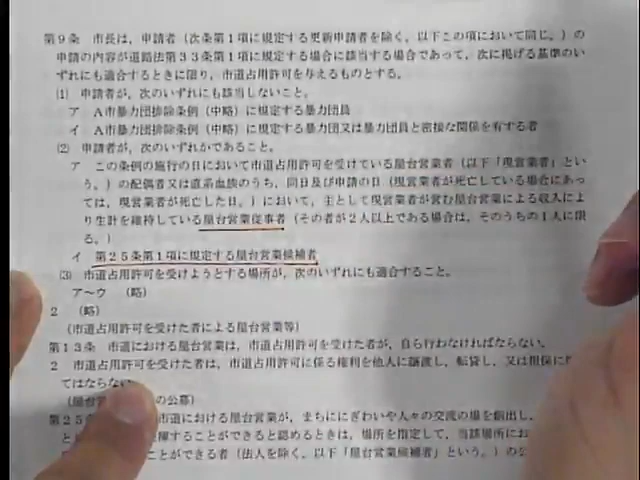 第9条　市長は、申請者（次条第1項に規定する更新申請者を除く。以下この項において同じ。）の
申請の内容が道路法第33条第1項に規定する場合に該当する場合であって、次に掲げる基準のい
ずれにも適合するときに限り、市道占用許可を与えるものとする。
(1)　申請者が、次のいずれにも該当しないこと。
ア　A市暴力団排除条例（中略）に規定する暴力団員
イ　A市暴力団排除条例（中略）に規定する暴力団又は暴力団員と密接な関係を有する者
(2)　申請者が、次のいずれかであること。
ア　この条例の施行の日において市道占用許可を受けている屋台営業者（以下「現営業者」とい
う。）の配偶者又は直系血族のうち、同日及び申請の日（現営業者が死亡している場合にあっ
ては、現営業者が死亡した日。）において、主として現営業者が営む屋台営業による収入によ
り生計を維持している屋台営業従事者（その者が2人以上である場合は、そのうちの1人に限
る。）
イ　第25条第1項に規定する屋台営業候補者
(3)　市道占用許可を受けようとする場所が、次のいずれにも適合すること。
ア～ウ　（略）
2　（略）
（市道占用許可を受けた者による屋台営業等）
第13条　市道における屋台営業は、市道占用許可を受けた者が、自ら行わなければならない。
2　市道占用許可を受けた者は、市道占用許可に係る権利を他人に譲渡し、転貸し、又は担保に
てはならない
（屋台 の公募）
第25 市道における屋台営業が、まちににぎわいや人々の交流の場を創出し、
と 揮することができると認めるときは、場所を指定して、当該場所にお
ことができる者（法人を除く。以下「屋台営業候補者」という。）の公